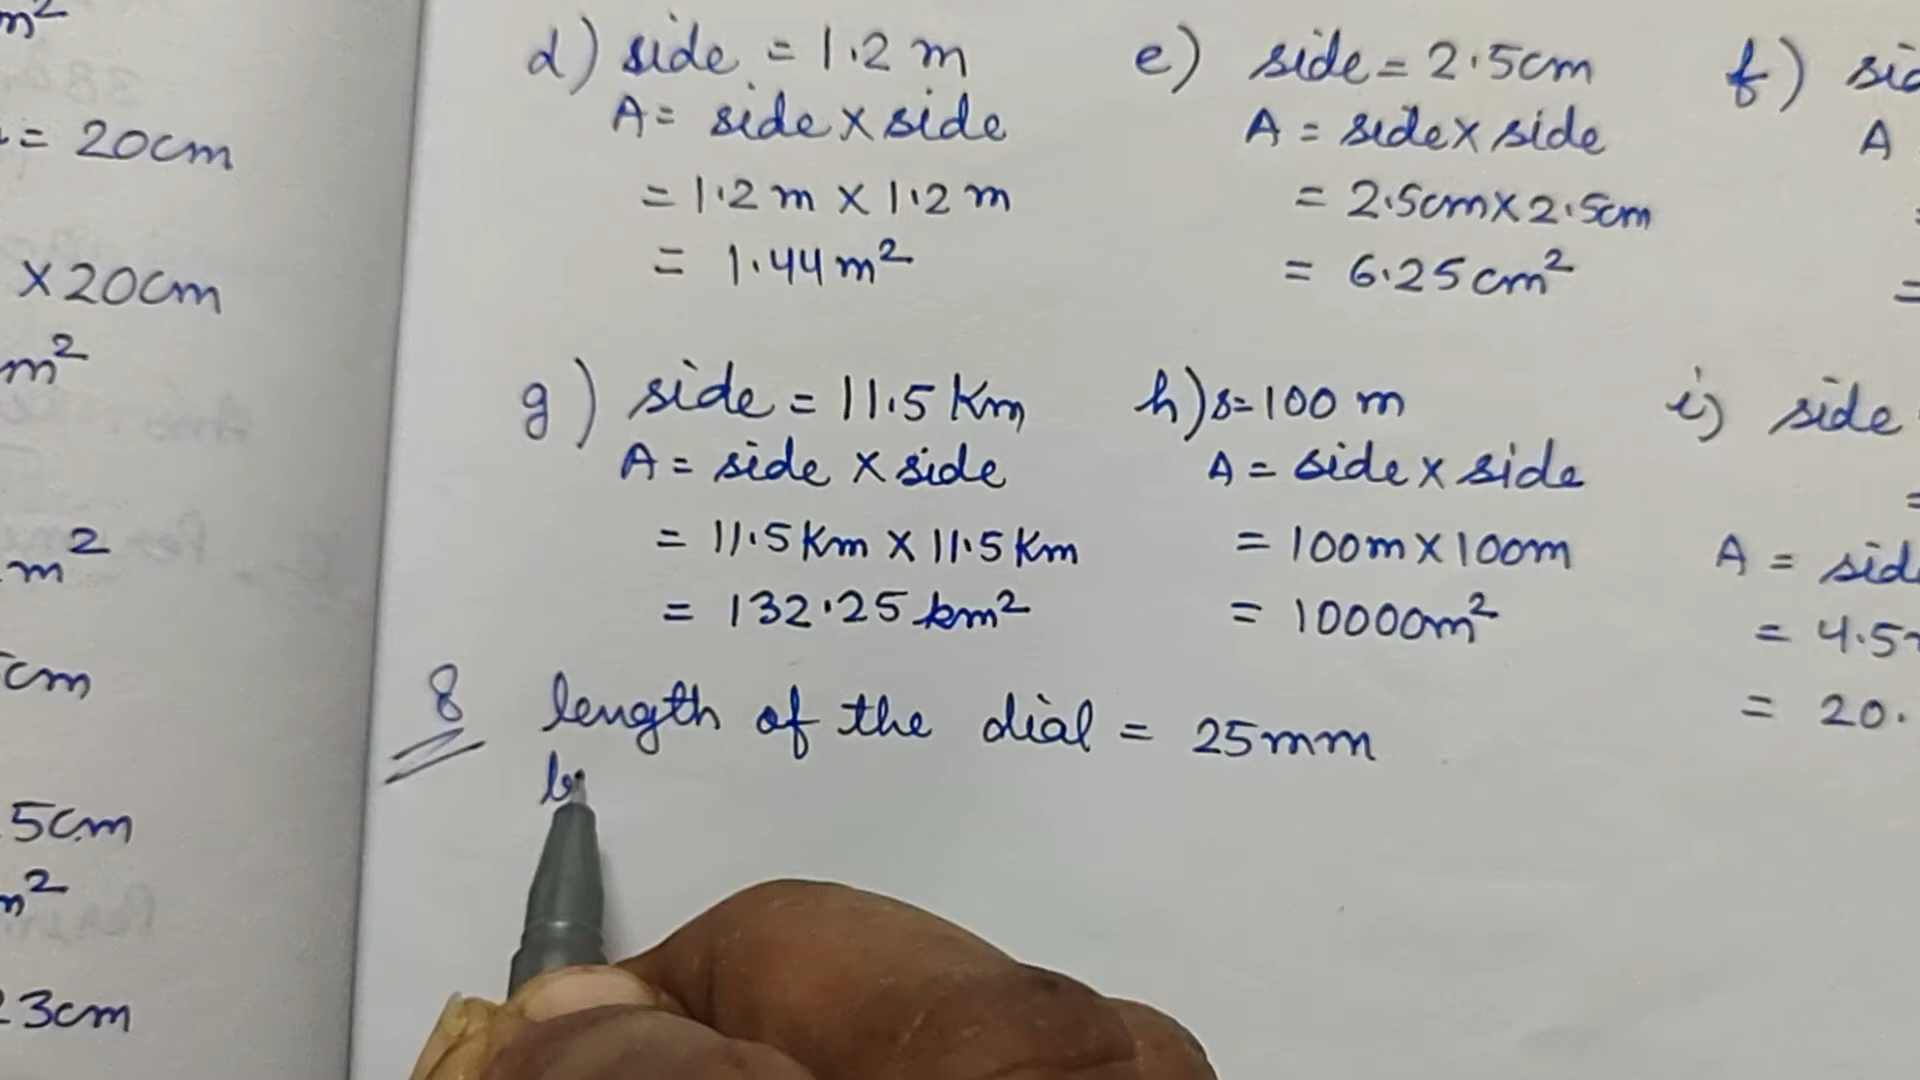 m²
= 20cm
x 20cm
m²
m²
cm
5cm
m²
23cm
d) side = 1.2 m
A = side x side
= 1.2 m x 1.2 m
= 1.44 m²
e) side = 2.5cm
A = side x side
= 2.5cm x 2.5cm
= 6.25 cm²
f)
A
=
=
g) side = 11.5 Km
A = side x side
= 11.5 Km x 11.5 Km
= 132.25 km²
h) s = 100 m
A = side x side
= 100m x 100m
= 10000m²
i) side
=
A = side
= 4.5
= 20.
8 length of the dial = 25mm